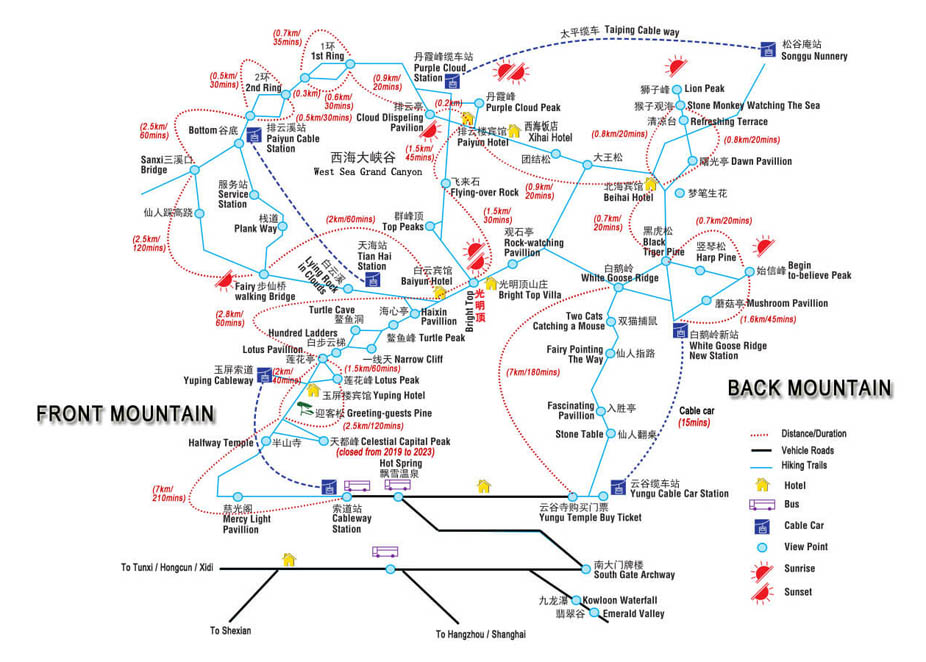 (0.7km/
35mins)
1环
1st Ring
丹霞峰缆车站
Purple Cloud
Station
太平缆车 Taiping Cable way
松谷庵站
Songgu Nunnery
(0.5km/
30mins)
2环
2nd Ring
(0.3km)
(0.6km/
30mins)
(0.5km/30mins)
(0.9km/
20mins)
排云亭
Cloud Dlispeling
Pavilion
(0.2km)
丹霞峰
Purple Cloud Peak
狮子峰
Lion Peak
猴子观海
Stone Monkey Watching The Sea
清凉台
Refreshing Terrace
(2.5km/
60mins)
Bottom 谷底
排云溪站
Paiyun Cable
Station
排云楼宾馆
Paiyun Hotel
西海饭店
Xihai Hotel
(0.8km/20mins)
(0.8km/20mins)
Sanxi三溪口
Bridge
西海大峡谷
West Sea Grand Canyon
(1.5km/
45mins)
团结松
大王松
曙光亭 Dawn Pavilion
服务站
Service
Station
飞来石
Flying-over Rock
(0.9km/
20mins)
北海宾馆
Beihai Hotel
梦笔生花
仙人踩高跷
栈道
Plank Way
(2km/60mins)
群峰顶
Top Peaks
(1.5km/
30mins)
(0.7km/
20mins)
(0.7km/20mins)
(2.5km/
120mins)
天海站
Tian Hai
Station
观石亭
Rock-watching
Pavilion
黑虎松
Black
Tiger Pine
竖琴松
Harp Pine
白云溪
Lying Rock
in Clouds
白云宾馆
Baiyun Hotel
白鹅岭
White Goose Ridge
始信峰
Begin
to-believe Peak
Fairy 步仙桥
walking Bridge
光明顶
Bright Top
光明顶山庄
Bright Top Villa
蘑菇亭 Mushroom Pavilion
(2.8km/
60mins)
Turtle Cave
鳌鱼洞
海心亭
Haixin
Pavilion
Two Cats
Catching a Mouse
双猫捕鼠
(1.6km/45mins)
Hundred Ladders
白步云梯
鳌鱼峰 Turtle Peak
白鹅岭新站
White Goose Ridge
New Station
Lotus Pavillion
莲花亭
一线天 Narrow Cliff
Fairy Pointing
The Way
仙人指路
(1.5km/60mins)
玉屏索道
Yuping Cableway
(2km/
40mins)
莲花峰 Lotus Peak
(7km/180mins)
BACK MOUNTAIN
玉屏楼宾馆 Yuping Hotel
FRONT MOUNTAIN
迎客松 Greeting-guests Pine
(2.5km/120mins)
Fascinating
Pavillion
入胜亭
Cable car
(15mins)
Halfway Temple
半山寺
天都峰 Celestial Capital Peak
(closed from 2019 to 2023)
Stone Table
仙人翻桌
Distance/Duration
Vehicle Roads
Hiking Trails
Hotel
Bus
Cable Car
View Point
Sunrise
Sunset
Hot Spring
飘雪温泉
(7km/
210mins)
慈光阁
Mercy Light
Pavillion
索道站
Cableway
Station
云谷寺购买门票
Yungu Temple Buy Ticket
云谷缆车站
Yungu Cable Car Station
To Tunxi / Hongcun / Xidi
南大门牌楼
South Gate Archway
九龙瀑 Kowloon Waterfall
翡翠谷 Emerald Valley
To Shexian
To Hangzhou / Shanghai